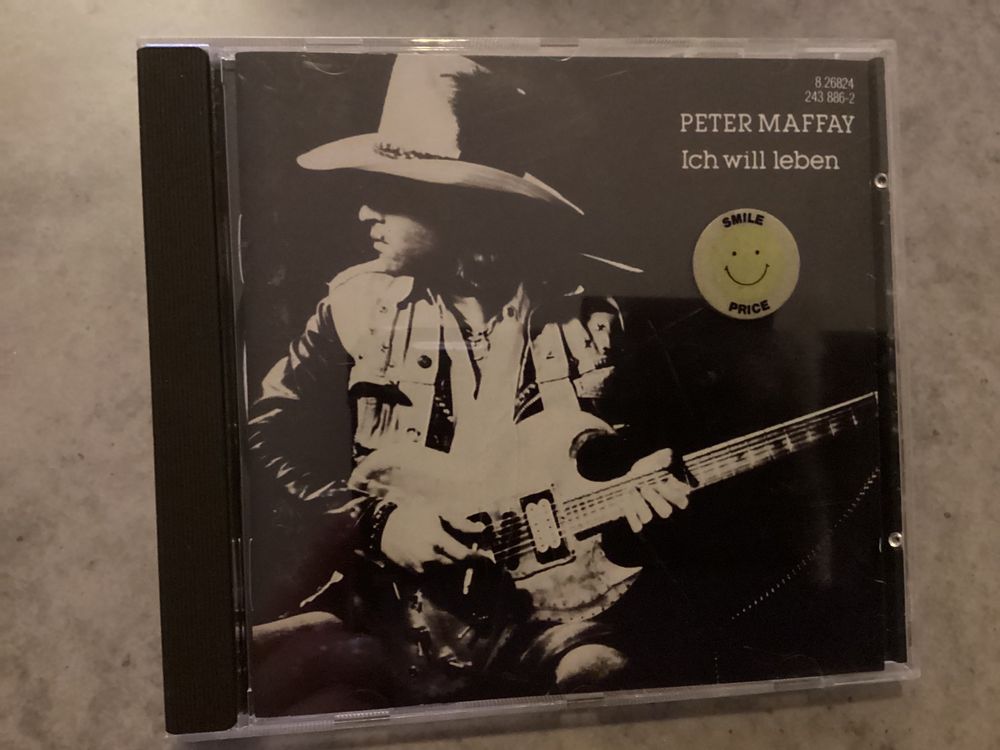 8.26824
243 886-2
PETER MAFFAY
Ich will leben
SMILE
PRICE